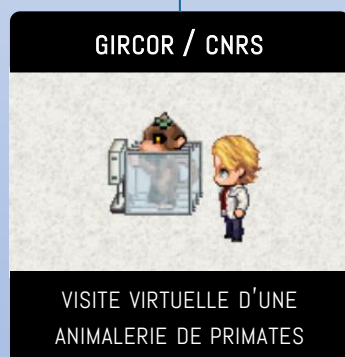 GIRCOR / CNRS
VISITE VIRTUELLE D'UNE
ANIMALERIE DE PRIMATES